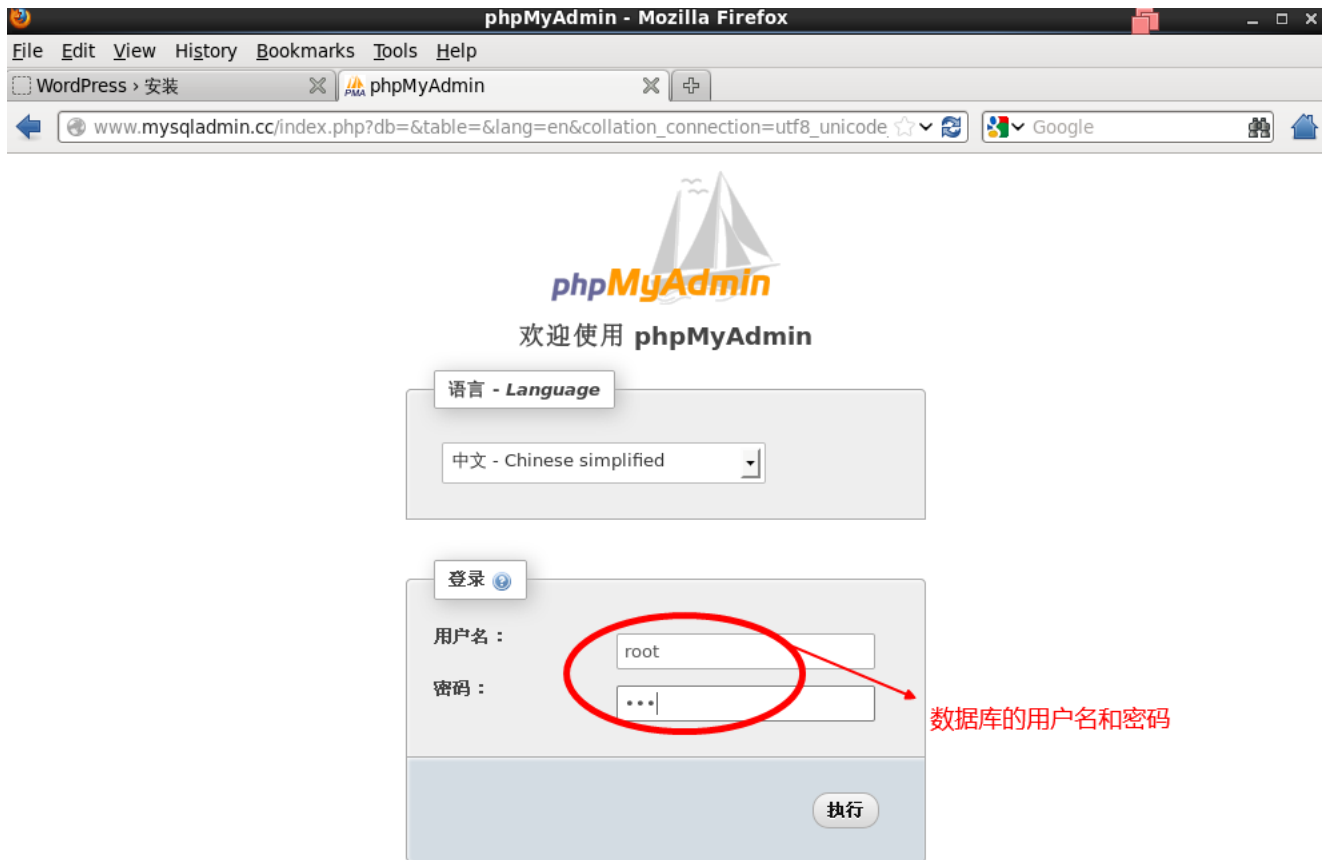 phpMyAdmin - Mozilla Firefox
File Edit View History Bookmarks Tools Help
WordPress › 安装
phpMyAdmin
www.mysqladmin.cc/index.php?db=&table=&lang=en&collation_connection=utf8_unicode_
Google
phpMyAdmin
欢迎使用 phpMyAdmin
语言 - Language
中文 - Chinese simplified
登录
用户名：
root
密码：
•••
数据库的用户名和密码
执行